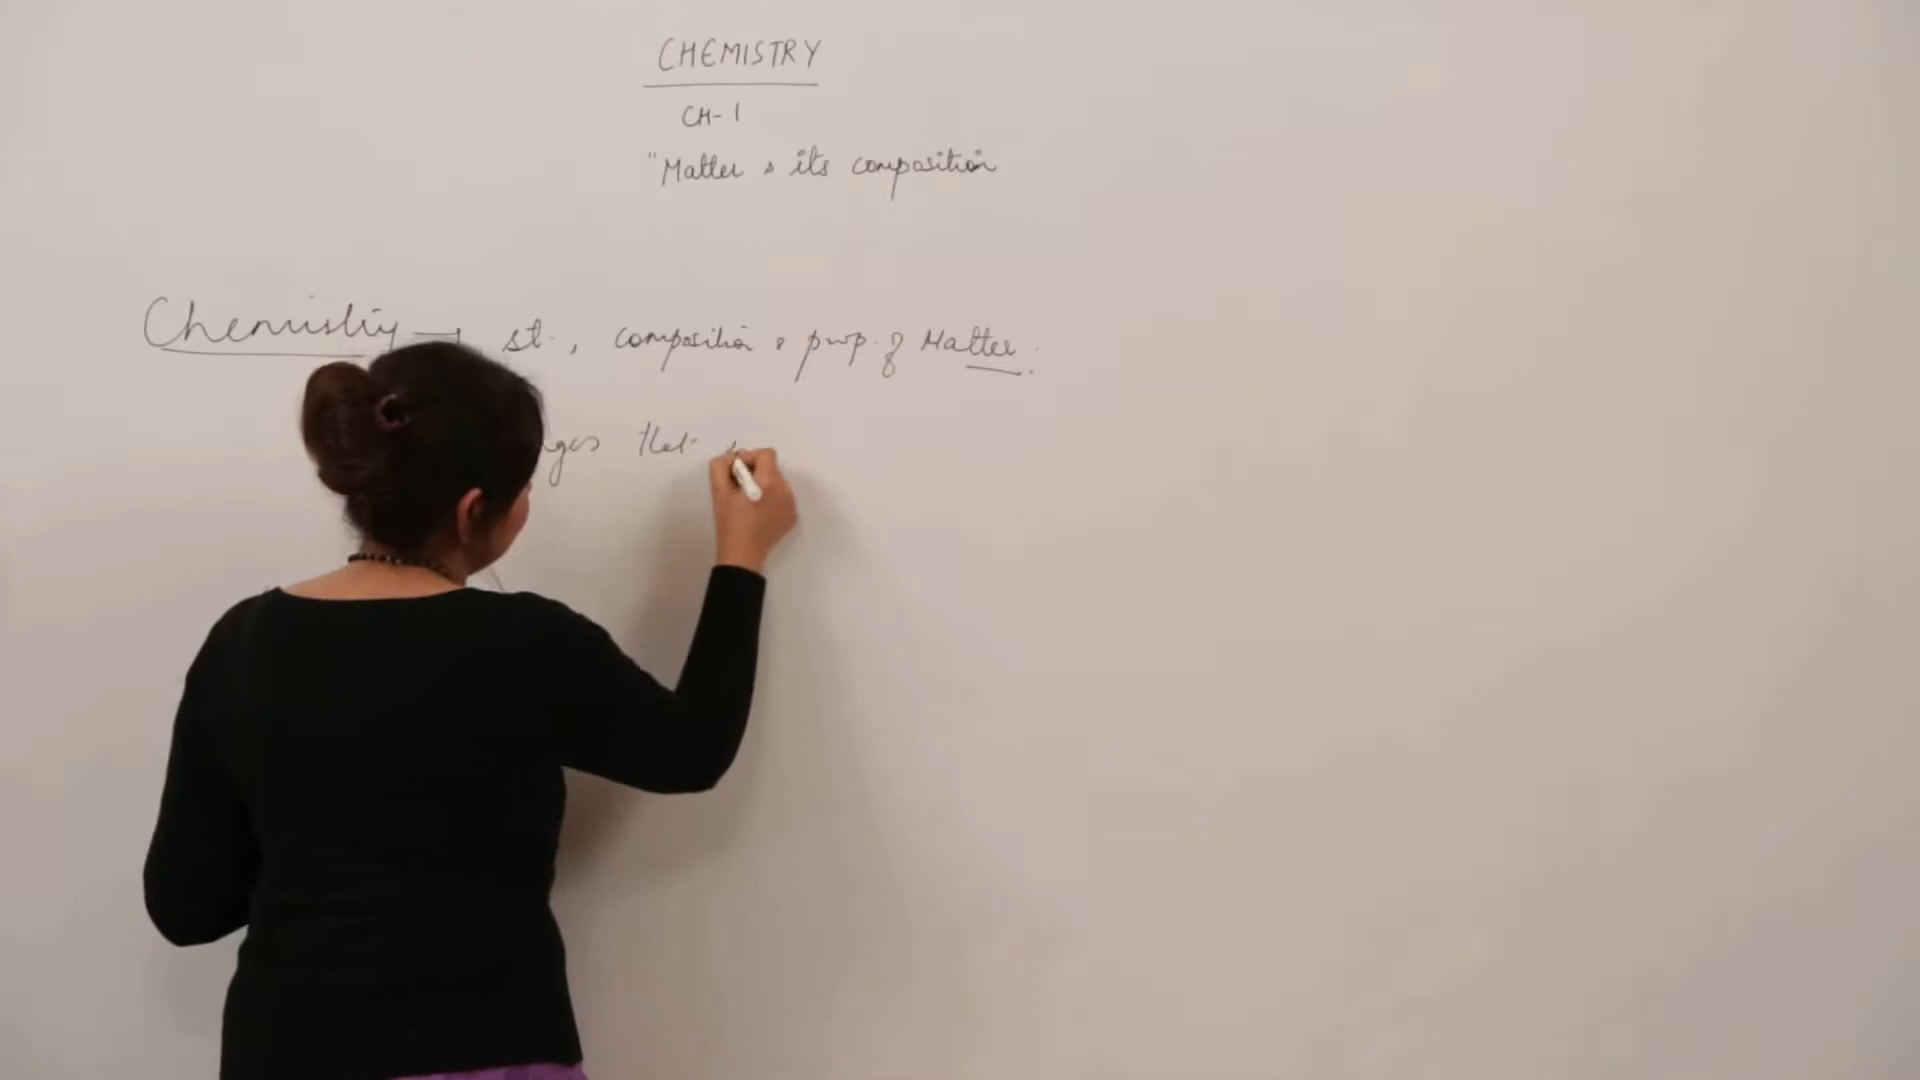 CHEMISTRY
CH-1
"Matter & its composition
Chemistry → st., composition & prop. of Matter.
ges that